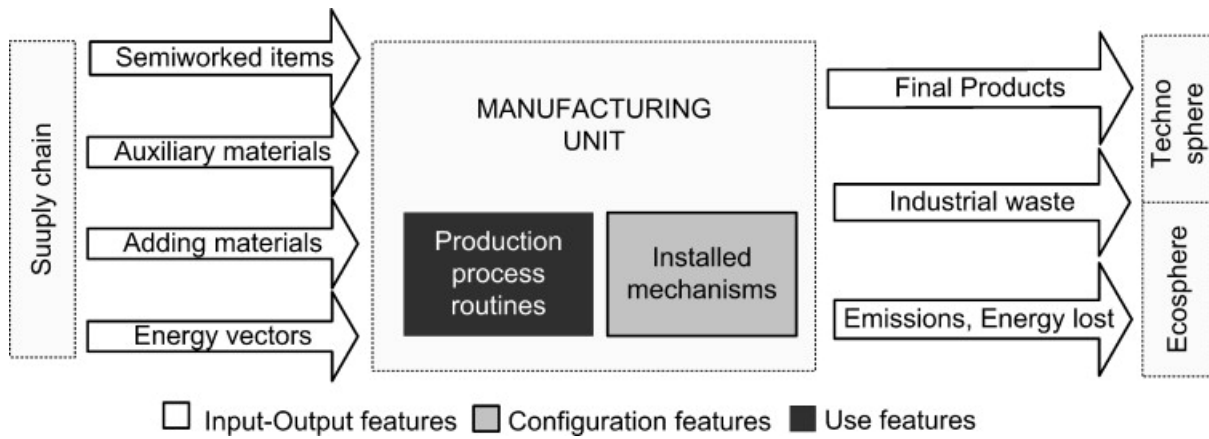 Suuply chain
Semiworked items
Auxiliary materials
Adding materials
Energy vectors
MANUFACTURING
UNIT
Production
process
routines
Installed
mechanisms
Final Products
Industrial waste
Emissions, Energy lost
Techno
sphere
Ecosphere
Input-Output features
Configuration features
Use features